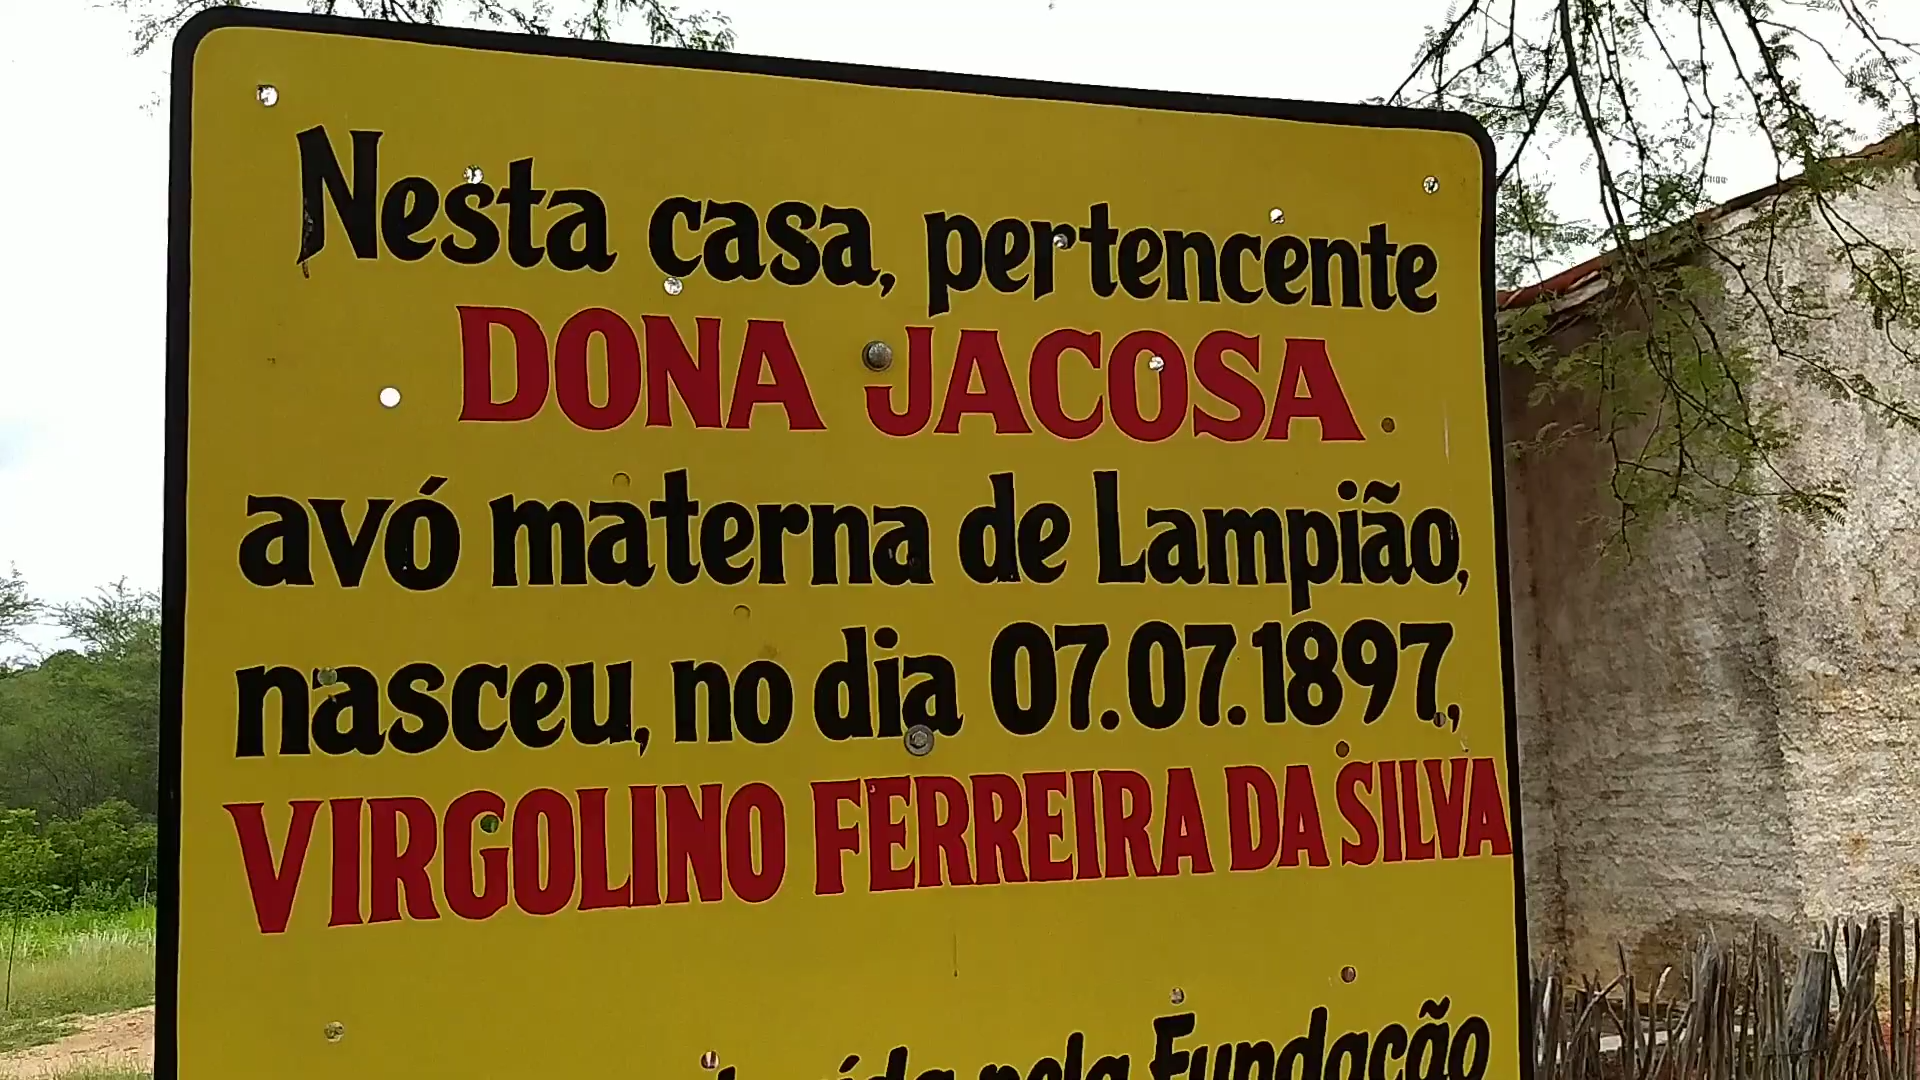 Nesta casa, pertencente
DONA JACOSA
avó materna de Lampião,
nasceu, no dia 07.07.1897,
VIRGOLINO FERREIRA DA SILVA
pela Fundação